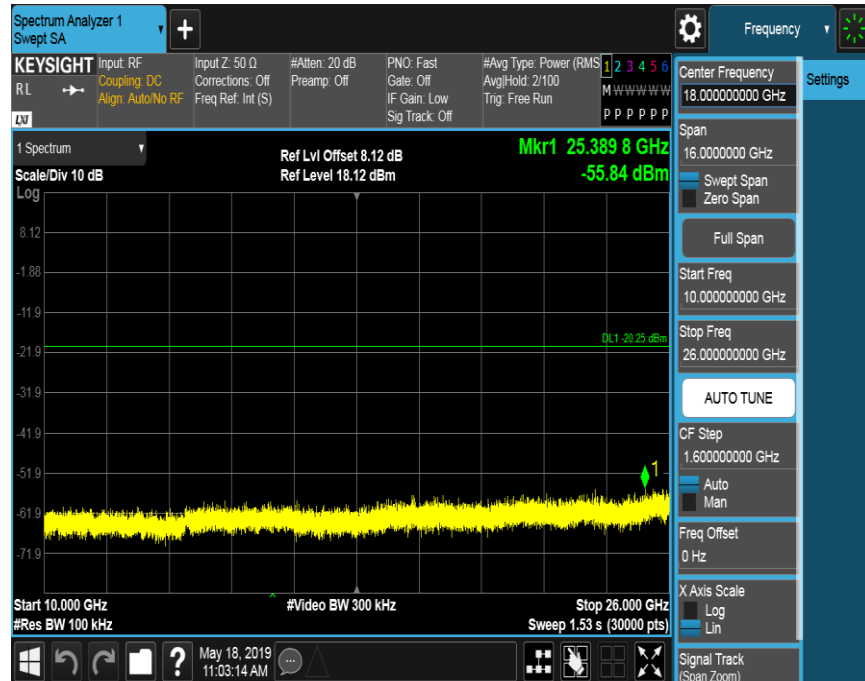 Spectrum Analyzer 1
Swept SA
+
Frequency
KEYSIGHT
RL
LXI
Input: RF
Coupling: DC
Align: Auto/No RF
Input Z: 50 Ω
Corrections: Off
Freq Ref: Int (S)
#Atten: 20 dB
Preamp: Off
PNO: Fast
Gate: Off
IF Gain: Low
Sig Track: Off
#Avg Type: Power (RMS
Avg|Hold: 2/100
Trig: Free Run
1 2 3 4 5 6
M W W W W W
P P P P P P
1 Spectrum
Scale/Div 10 dB
Ref Lvl Offset 8.12 dB
Ref Level 18.12 dBm
Mkr1 25.389 8 GHz
-55.84 dBm
Log
8.12
-1.88
-11.9
DL1 -20.25 dBm
-21.9
-31.9
-41.9
-51.9
1
-61.9
-71.9
Start 10.000 GHz
#Res BW 100 kHz
#Video BW 300 kHz
Stop 26.000 GHz
Sweep 1.53 s (30000 pts)
?
May 18, 2019
11:03:14 AM
Center Frequency
18.000000000 GHz
Settings
Span
16.0000000 GHz
Swept Span
Zero Span
Full Span
Start Freq
10.000000000 GHz
Stop Freq
26.000000000 GHz
AUTO TUNE
CF Step
1.600000000 GHz
Auto
Man
Freq Offset
0 Hz
X Axis Scale
Log
Lin
Signal Track
(Span Zoom)